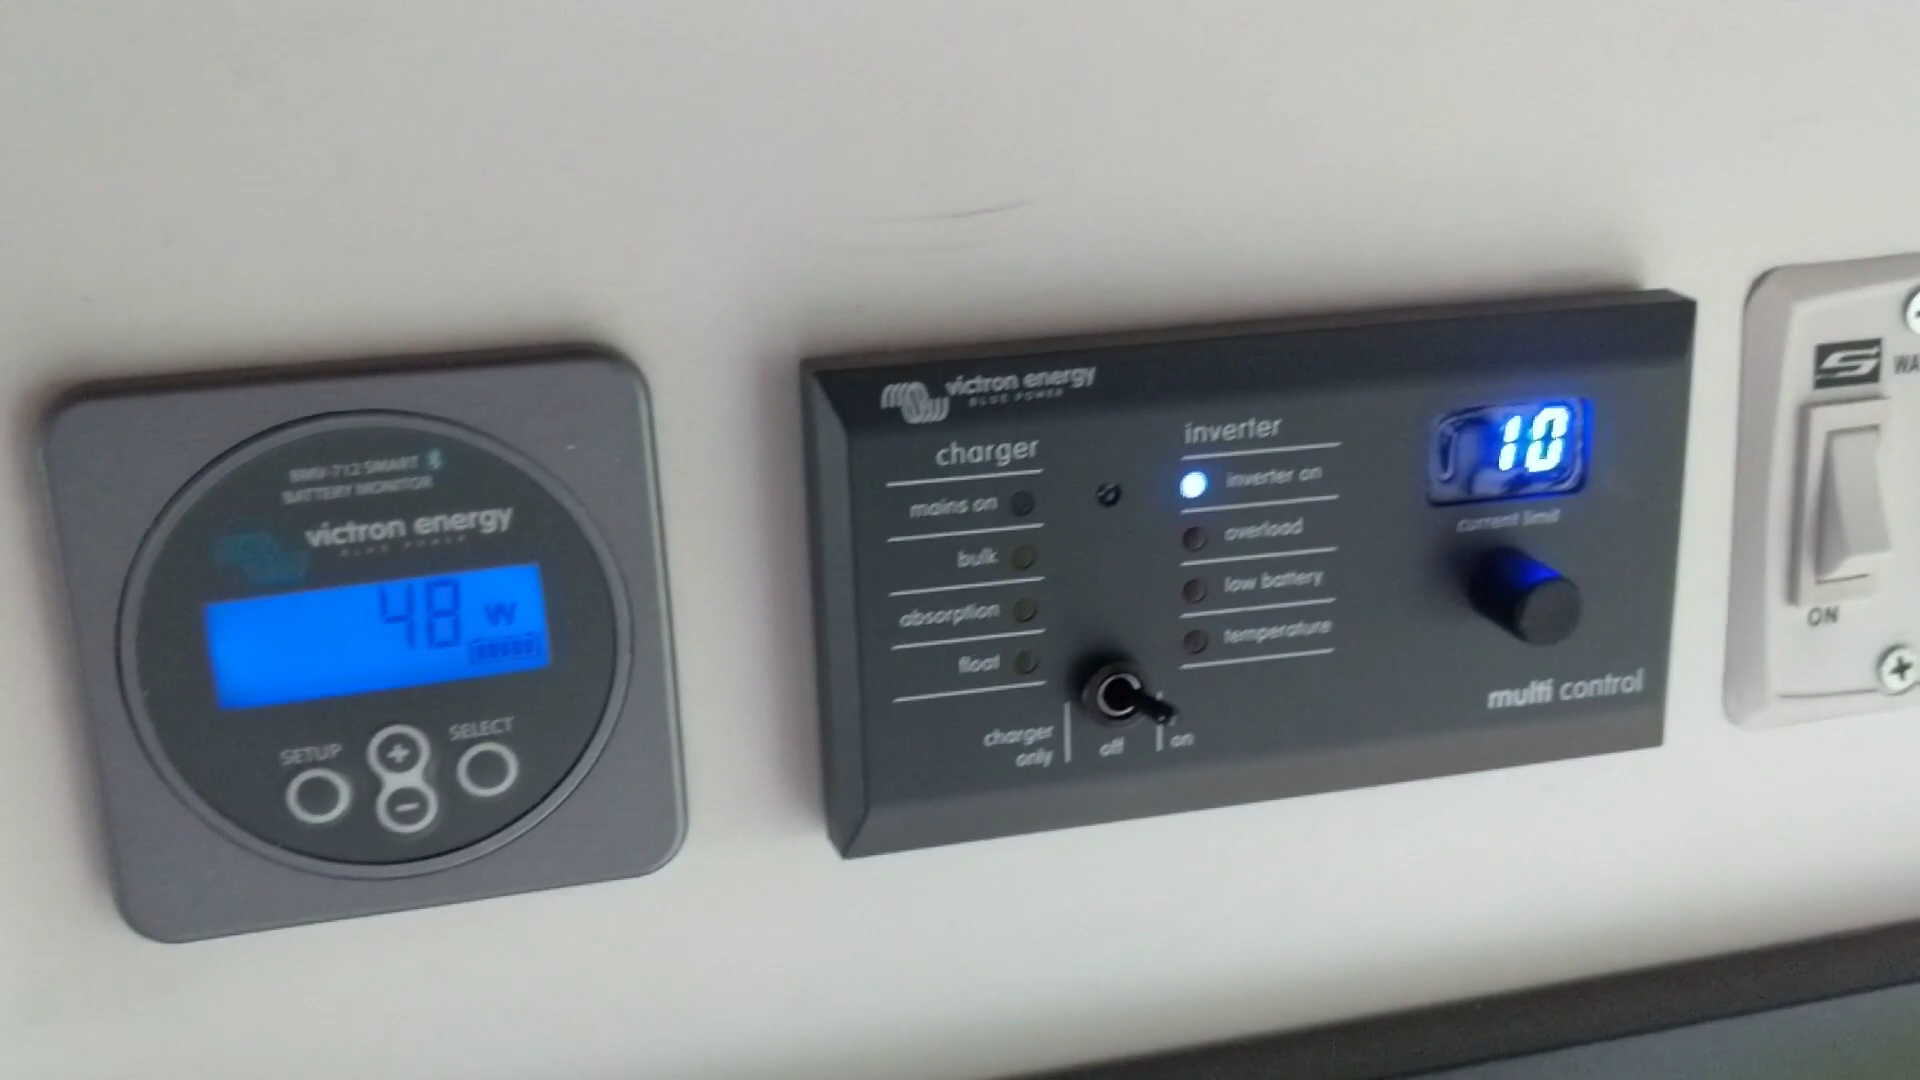 BMV-712 SMART
BATTERY MONITOR
victron energy
BLUE POWER
48 W
SETUP
+
SELECT
−
victron energy
BLUE POWER
charger
mains on
bulk
absorption
float
charger only
off
on
inverter
inverter on
overload
low battery
temperature
10
current limit
multi control
S
WA
ON